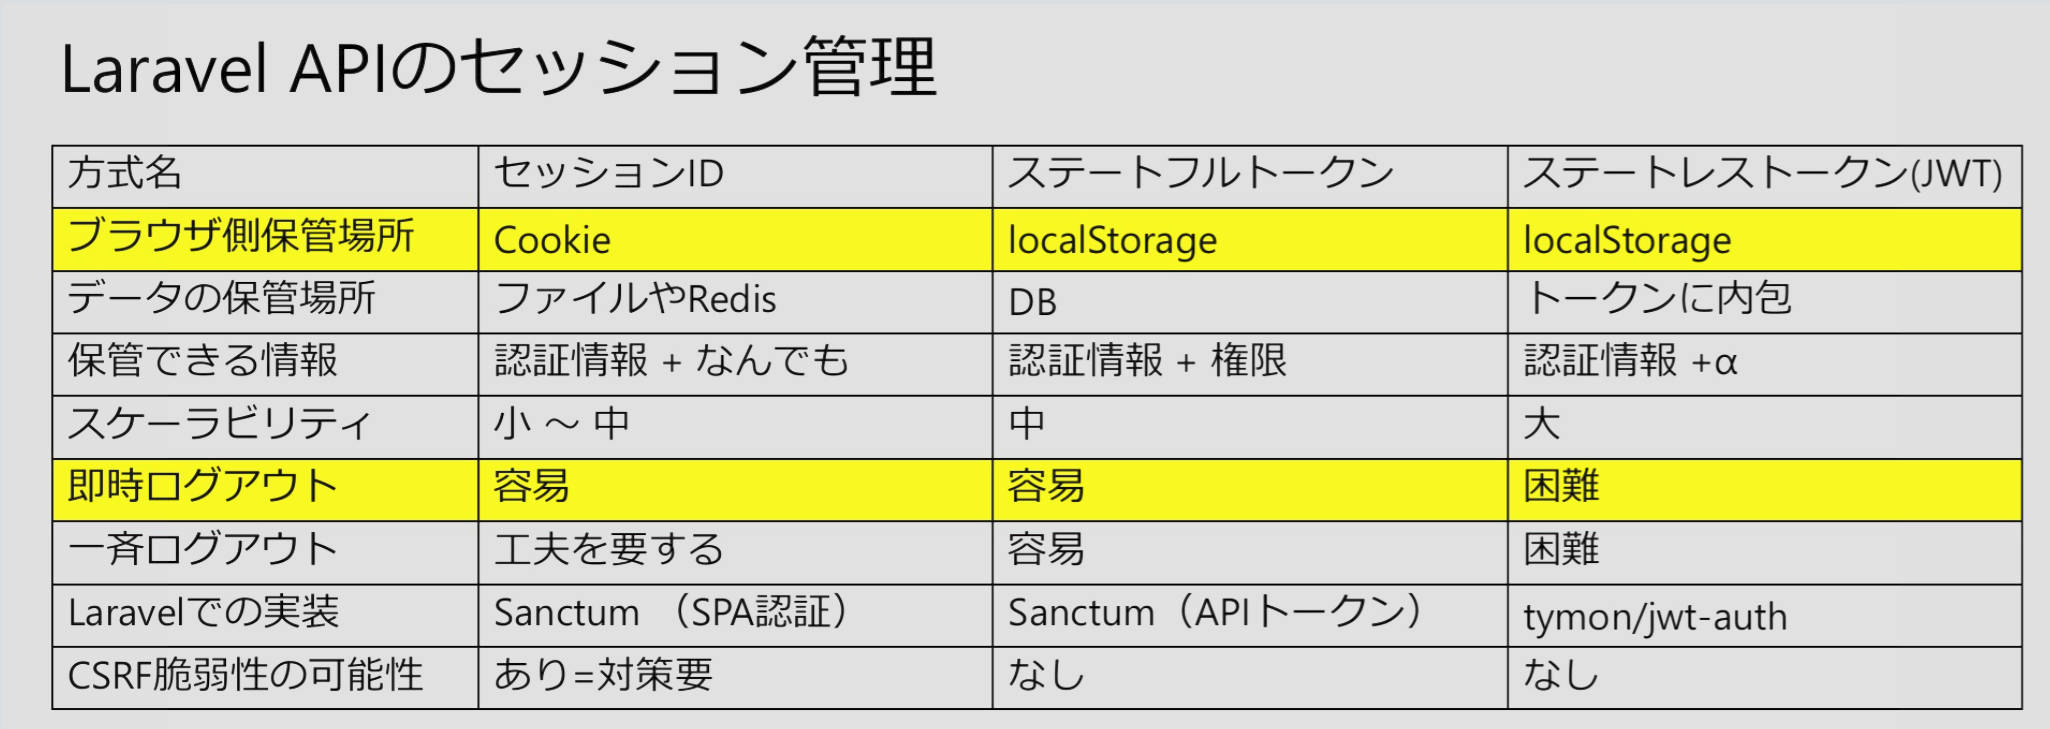 Laravel APIのセッション管理
方式名 セッションID ステートフルトークン ステートレストークン(JWT)
ブラウザ側保管場所 Cookie localStorage localStorage
データの保管場所 ファイルやRedis DB トークンに内包
保管できる情報 認証情報 + なんでも 認証情報 + 権限 認証情報 +α
スケーラビリティ 小 ～ 中 中 大
即時ログアウト 容易 容易 困難
一斉ログアウト 工夫を要する 容易 困難
Laravelでの実装 Sanctum （SPA認証） Sanctum（APIトークン） tymon/jwt-auth
CSRF脆弱性の可能性 あり=対策要 なし なし